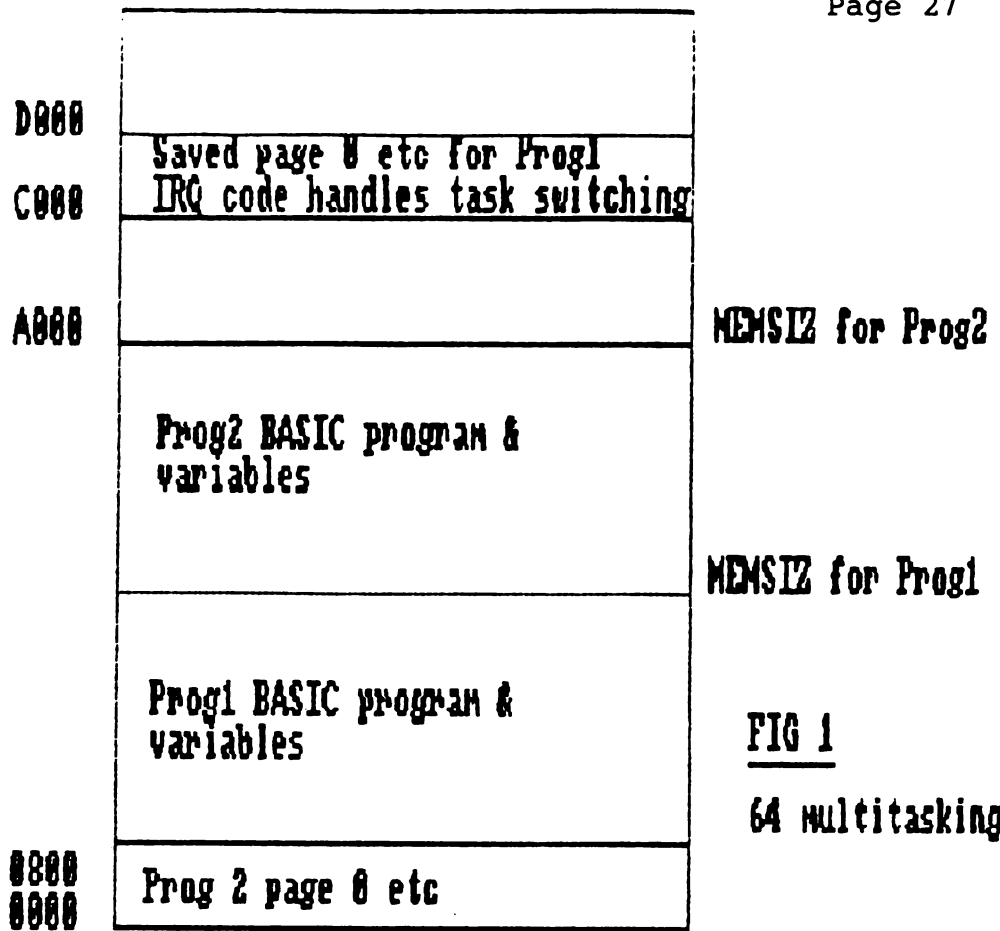 Page 27
D000
Saved page 0 etc for Prog1
IRQ code handles task switching
C000
A000
MEMSIZ for Prog2
Prog2 BASIC program &
variables
MEMSIZ for Prog1
Prog1 BASIC program &
variables
FIG 1
64 multitasking
0800
0000
Prog 2 page 0 etc